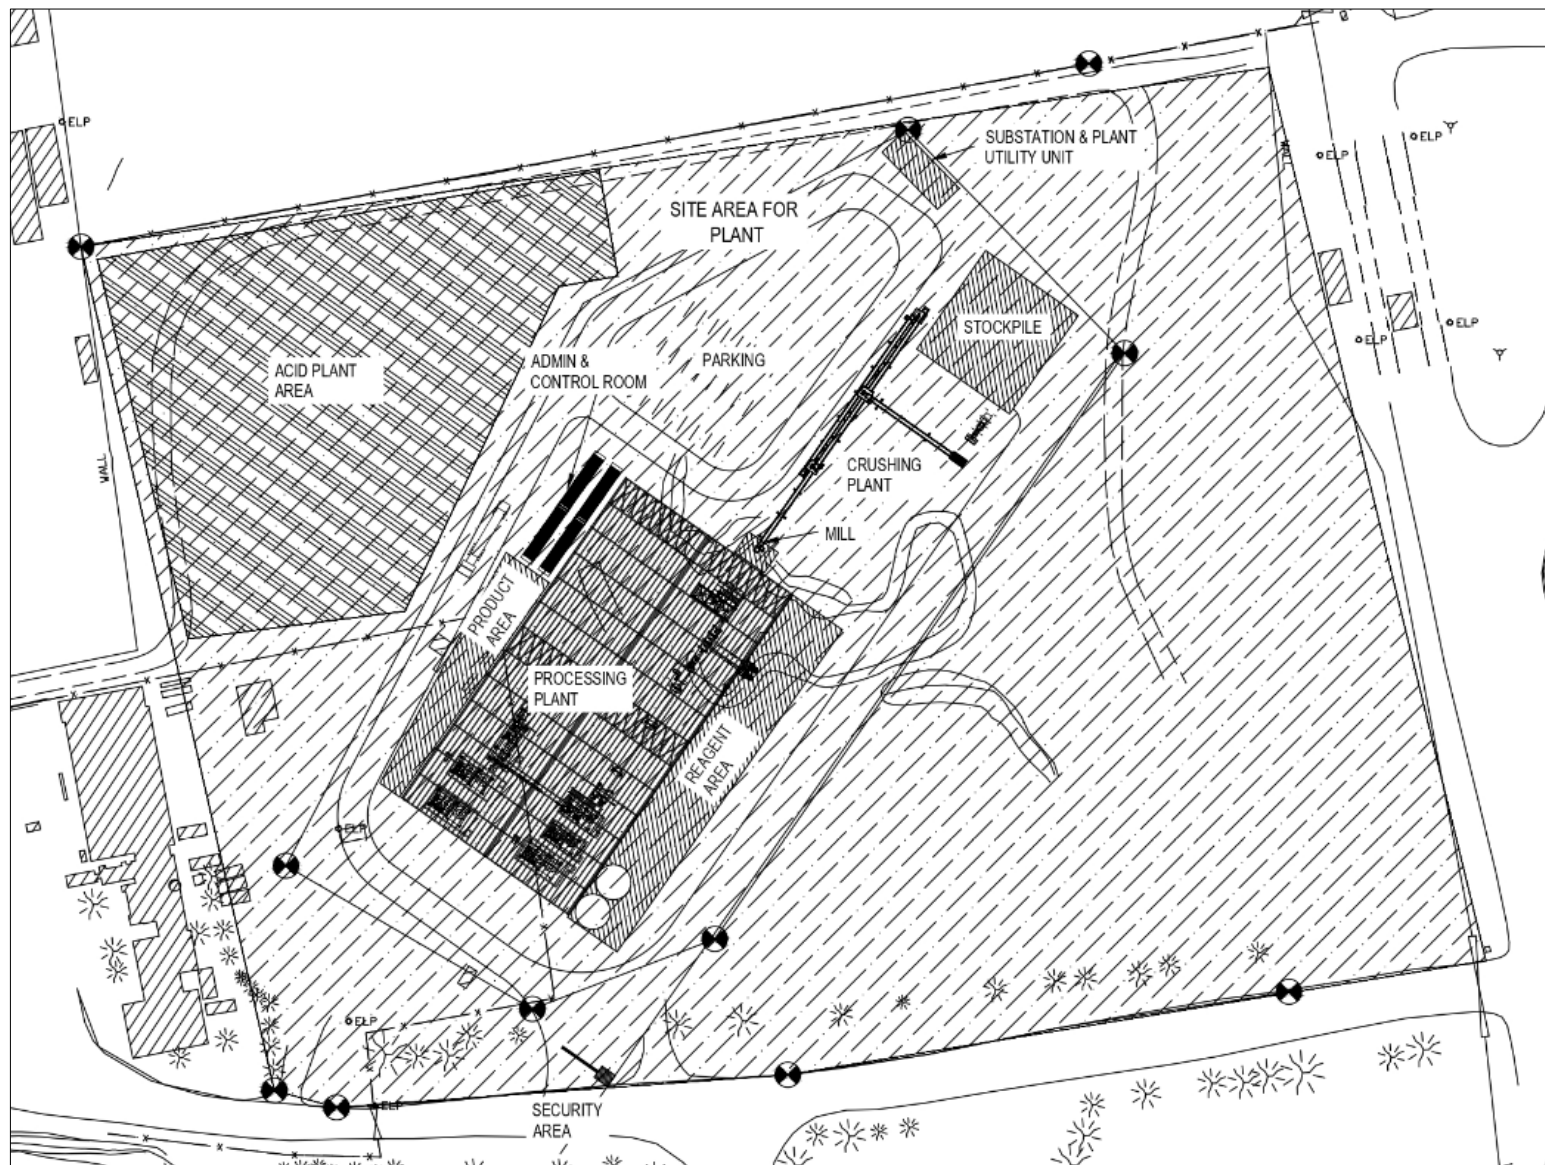 ELP
SUBSTATION & PLANT
UTILITY UNIT
ELP
ELP
WALL
SITE AREA FOR
PLANT
STOCKPILE
ELP
ELP
ADMIN &
CONTROL ROOM
PARKING
ACID PLANT
AREA
WALL
CRUSHING
PLANT
MILL
PRODUCT
AREA
PROCESSING
PLANT
REAGENT
AREA
ELP
ELP
ELP
SECURITY
AREA